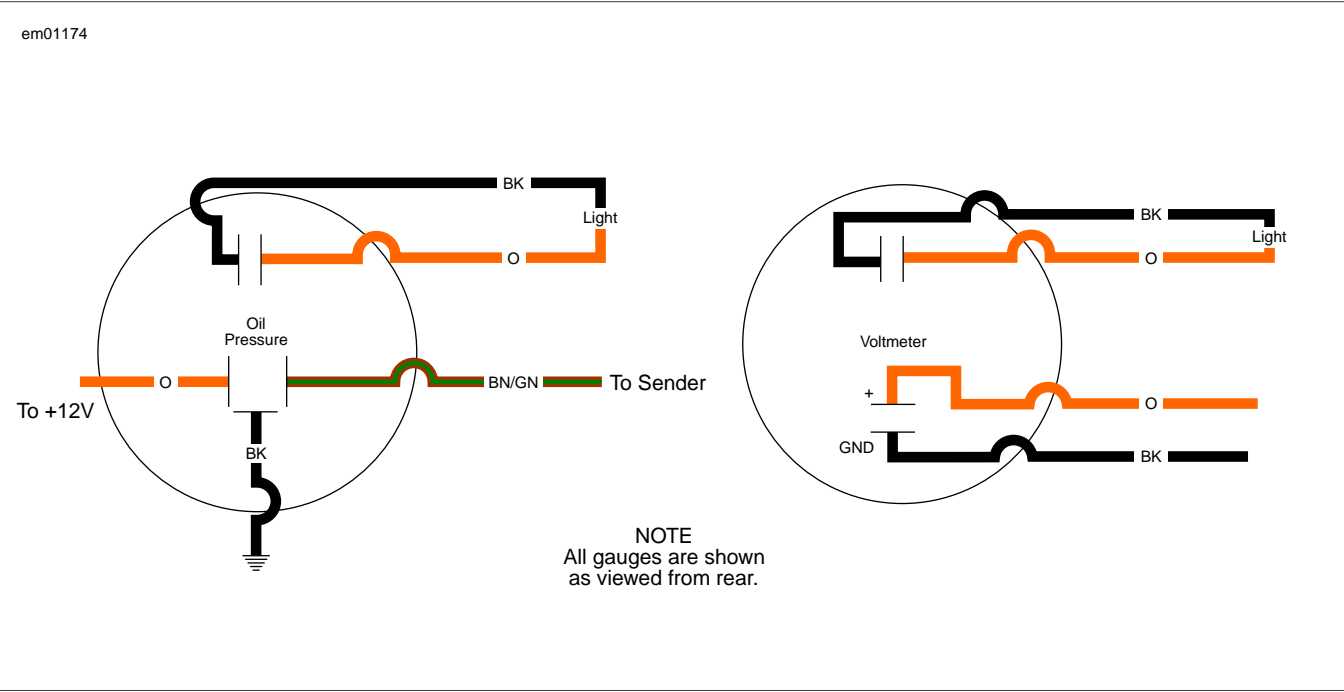 em01174
BK
Light
O
Oil
Pressure
O
BN/GN
To Sender
To +12V
BK
BK
Light
O
Voltmeter
+
O
GND
BK
NOTE
All gauges are shown
as viewed from rear.